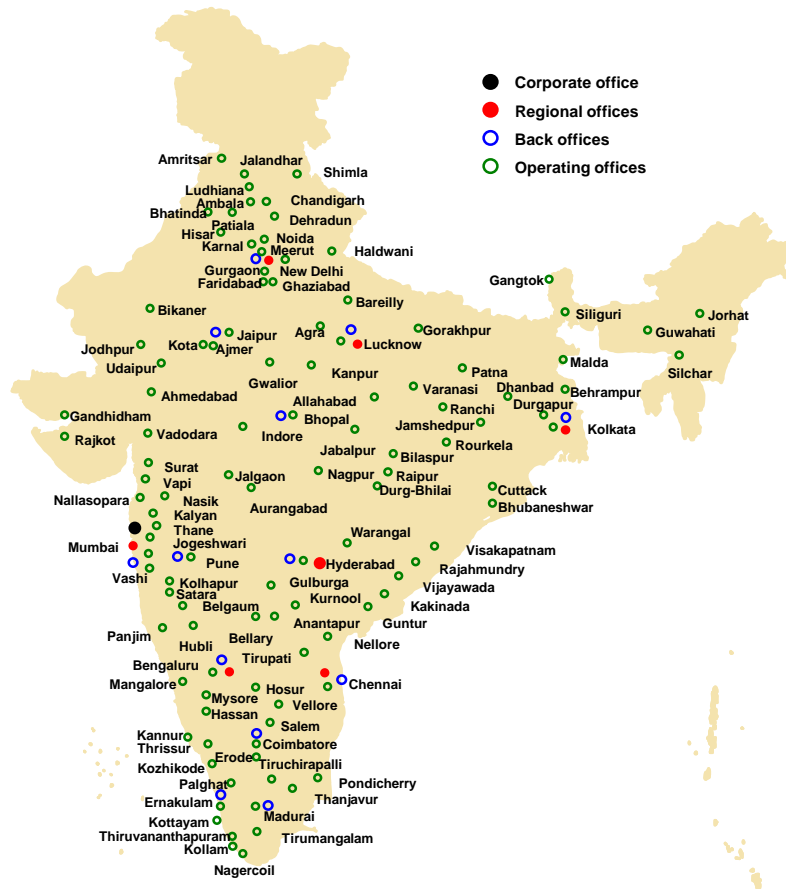 Corporate office
Regional offices
Back offices
Operating offices
Amritsar
Jalandhar
Shimla
Ludhiana
Ambala
Chandigarh
Bhatinda
Patiala
Dehradun
Hisar
Noida
Karnal
Meerut
Haldwani
Gurgaon
New Delhi
Faridabad
Ghaziabad
Gangtok
Bareilly
Bikaner
Siliguri
Jorhat
Guwahati
Agra
Gorakhpur
Jaipur
Jodhpur
Kota
Ajmer
Lucknow
Silchar
Udaipur
Malda
Gwalior
Kanpur
Patna
Varanasi
Dhanbad
Behrampur
Ahmedabad
Allahabad
Ranchi
Durgapur
Gandhidham
Bhopal
Jamshedpur
Kolkata
Rajkot
Vadodara
Indore
Rourkela
Jabalpur
Bilaspur
Surat
Jalgaon
Nagpur
Raipur
Vapi
Durg-Bhilai
Cuttack
Nallasopara
Nasik
Aurangabad
Bhubaneshwar
Kalyan
Thane
Warangal
Jogeshwari
Mumbai
Visakapatnam
Pune
Hyderabad
Rajahmundry
Vashi
Kolhapur
Gulburga
Vijayawada
Satara
Kurnool
Kakinada
Belgaum
Anantapur
Guntur
Panjim
Hubli
Bellary
Nellore
Tirupati
Bengaluru
Mangalore
Hosur
Chennai
Mysore
Vellore
Hassan
Salem
Kannur
Thrissur
Coimbatore
Erode
Kozhikode
Tiruchirapalli
Palghat
Pondicherry
Thanjavur
Ernakulam
Madurai
Kottayam
Thiruvananthapuram
Tirumangalam
Kollam
Nagercoil